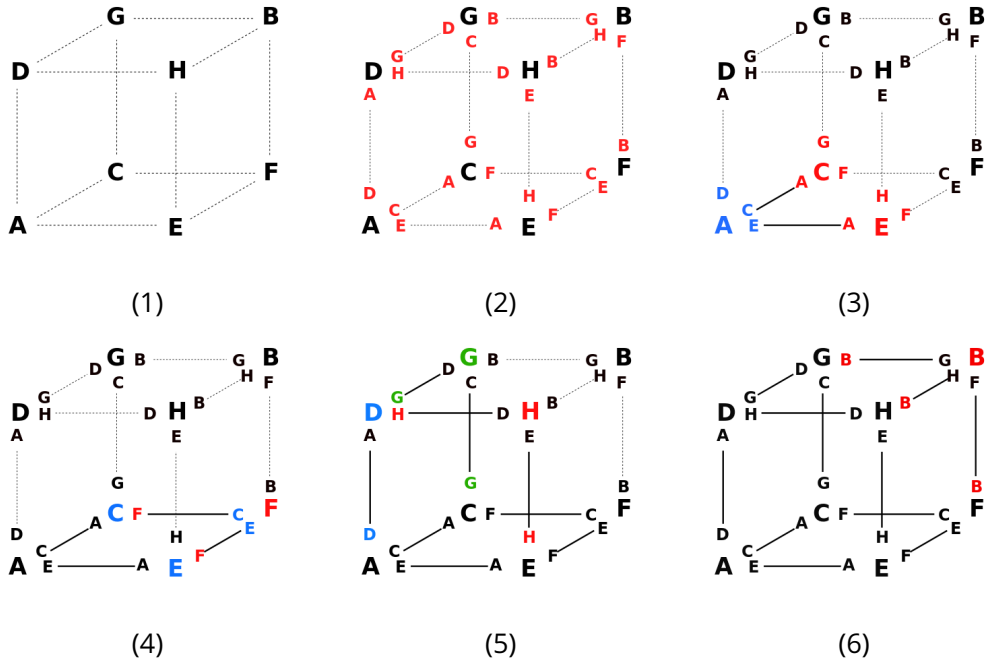 G B
D H
C F
A E
(1)
G B G B
D H
C F
G B
D H D H
A E
G B
C F C F
A E
D H
C F
A E A E
(2)
G B G B
D H
C F
G B
D H D H
A E
G B
C F C F
A E
D H
C F
A E A E
(3)
G B G B
D H
C F
G B
D H D H
A E
G B
C F C F
A E
D H
C F
A E A E
(4)
G B G B
D H
C F
G B
D H D H
A E
G B
C F C F
A E
D H
C F
A E A E
(5)
G B G B
D H
C F
G B
D H D H
A E
G B
C F C F
A E
D H
C F
A E A E
(6)